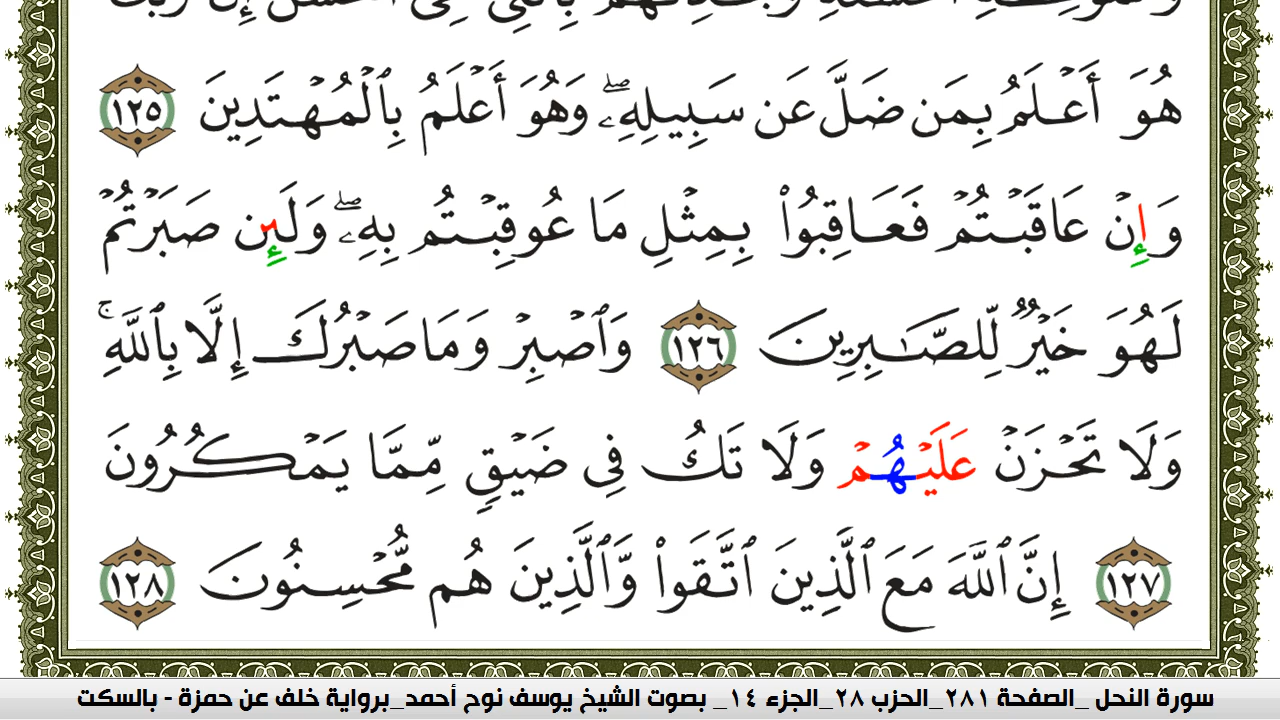 هُوَ أَعْلَمُ بِمَن ضَلَّ عَن سَبِيلِهِۦۖ وَهُوَ أَعْلَمُ بِٱلْمُهْتَدِينَ ١٢٥
وَإِنْ عَاقَبْتُمْ فَعَاقِبُوا۟ بِمِثْلِ مَا عُوقِبْتُم بِهِۦۖ وَلَئِن صَبَرْتُمْ
لَهُوَ خَيْرٌ لِّلصَّـٰبِرِينَ ١٢٦ وَٱصْبِرْ وَمَا صَبْرُكَ إِلَّا بِٱللَّهِۚ
وَلَا تَحْزَنْ عَلَيْهُمْ وَلَا تَكُ فِى ضَيْقٍ مِّمَّا يَمْكُرُونَ
١٢٧ إِنَّ ٱللَّهَ مَعَ ٱلَّذِينَ ٱتَّقَوا۟ وَّٱلَّذِينَ هُم مُّحْسِنُونَ ١٢٨
سورة النحل _الصفحة ٢٨١_الحزب ٢٨_الجزء ١٤_ بصوت الشيخ يوسف نوح أحمد_برواية خلف عن حمزة - بالسكت